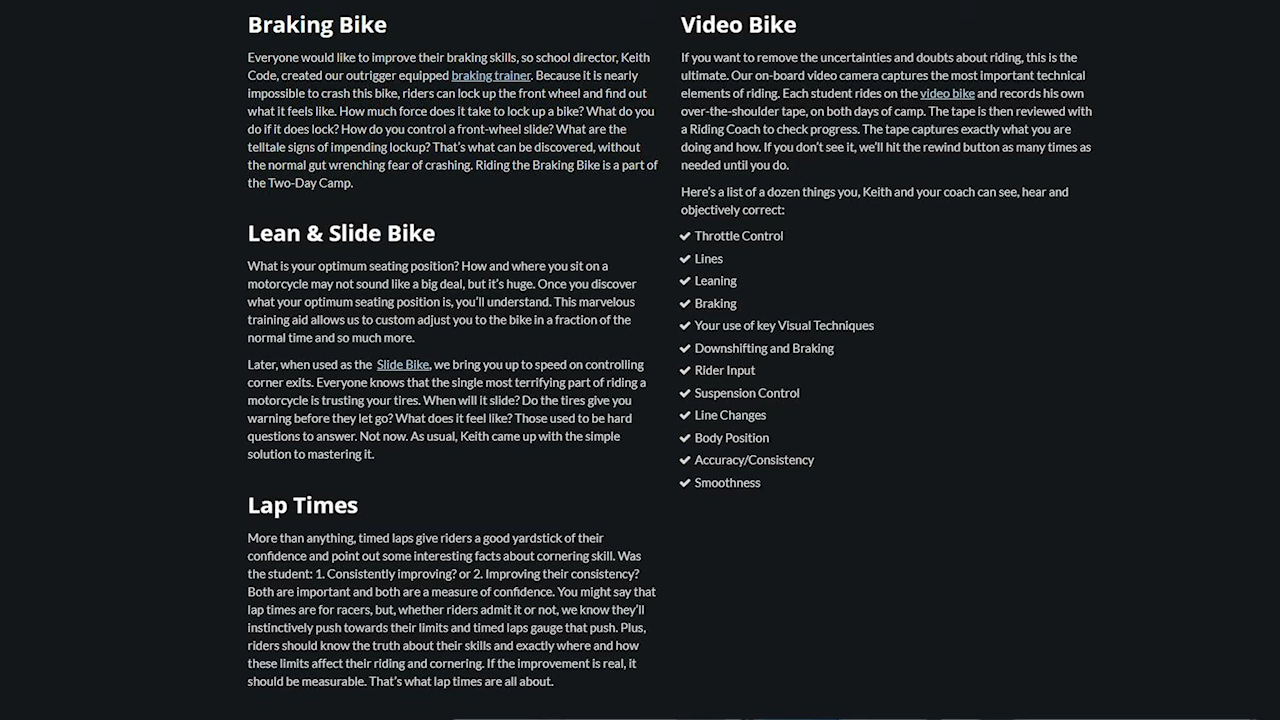 Braking Bike
Everyone would like to improve their braking skills, so school director, Keith
Code, created our outrigger equipped braking trainer. Because it is nearly
impossible to crash this bike, riders can lock up the front wheel and find out
what it feels like. How much force does it take to lock up a bike? What do you
do if it does lock? How do you control a front-wheel slide? What are the
telltale signs of impending lockup? That's what can be discovered, without
the normal gut wrenching fear of crashing. Riding the Braking Bike is a part of
the Two-Day Camp.
Lean & Slide Bike
What is your optimum seating position? How and where you sit on a
motorcycle may not sound like a big deal, but it's huge. Once you discover
what your optimum seating position is, you'll understand. This marvelous
training aid allows us to custom adjust you to the bike in a fraction of the
normal time and so much more.
Later, when used as the Slide Bike, we bring you up to speed on controlling
corner exits. Everyone knows that the single most terrifying part of riding a
motorcycle is trusting your tires. When will it slide? Do the tires give you
warning before they let go? What does it feel like? Those used to be hard
questions to answer. Not now. As usual, Keith came up with the simple
solution to mastering it.
Lap Times
More than anything, timed laps give riders a good yardstick of their
confidence and point out some interesting facts about cornering skill. Was
the student: 1. Consistently improving? or 2. Improving their consistency?
Both are important and both are a measure of confidence. You might say that
lap times are for racers, but, whether riders admit it or not, we know they'll
instinctively push towards their limits and timed laps gauge that push. Plus,
riders should know the truth about their skills and exactly where and how
these limits affect their riding and cornering. If the improvement is real, it
should be measurable. That's what lap times are all about.
Video Bike
If you want to remove the uncertainties and doubts about riding, this is the
ultimate. Our on-board video camera captures the most important technical
elements of riding. Each student rides on the video bike and records his own
over-the-shoulder tape, on both days of camp. The tape is then reviewed with
a Riding Coach to check progress. The tape captures exactly what you are
doing and how. If you don't see it, we'll hit the rewind button as many times as
needed until you do.
Here's a list of a dozen things you, Keith and your coach can see, hear and
objectively correct:
✔ Throttle Control
✔ Lines
✔ Leaning
✔ Braking
✔ Your use of key Visual Techniques
✔ Downshifting and Braking
✔ Rider Input
✔ Suspension Control
✔ Line Changes
✔ Body Position
✔ Accuracy/Consistency
✔ Smoothness